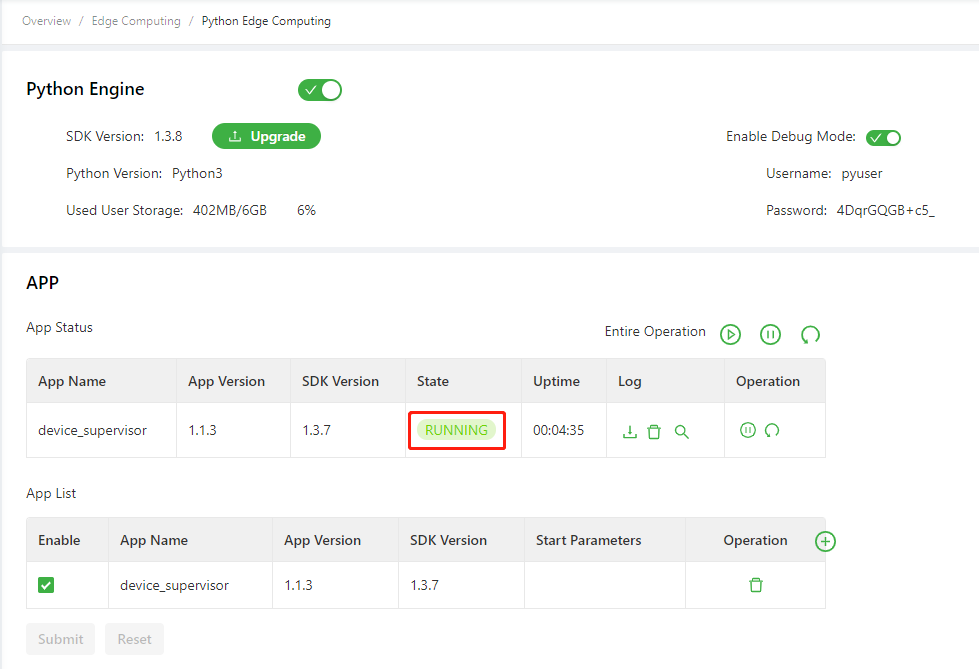 Overview / Edge Computing / Python Edge Computing
Python Engine
SDK Version: 1.3.8 Upgrade Enable Debug Mode:
Python Version: Python3 Username: pyuser
Used User Storage: 402MB/6GB 6% Password: 4DqrGQGB+c5_
APP
App Status Entire Operation
App Name App Version SDK Version State Uptime Log Operation
device_supervisor 1.1.3 1.3.7 RUNNING 00:04:35
App List
Enable App Name App Version SDK Version Start Parameters Operation
device_supervisor 1.1.3 1.3.7
Submit Reset